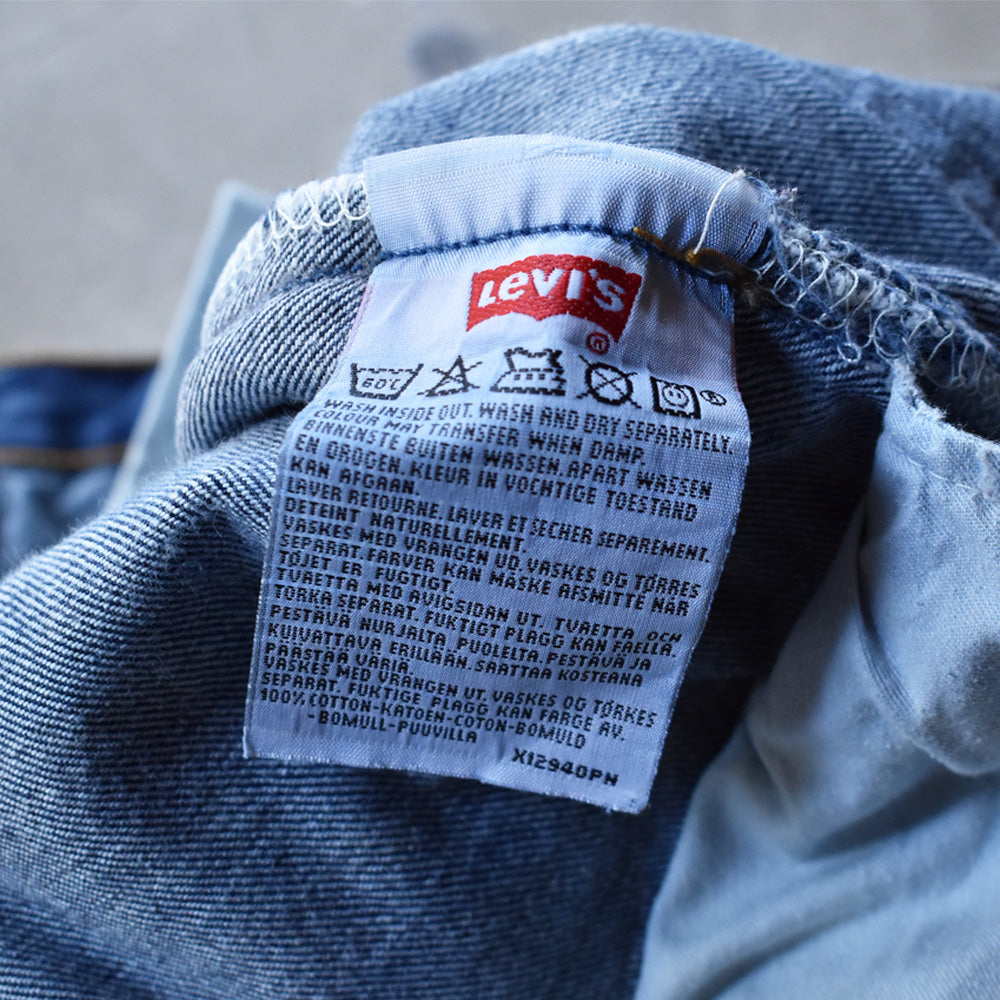 Levi's
®
60°C ®
WASH INSIDE OUT. WASH AND DRY SEPARATELY.
COLOUR MAY TRANSFER WHEN DAMP.
BINNENSTE BUITEN WASSEN. APART WASSEN
EN DROGEN. KLEUR IN VOCHTIGE TOESTAND
KAN AFGAAN.
LAVER RETOURNE. LAVER ET SECHER SEPAREMENT.
DETEINT NATURELLEMENT.
VASKES MED VRANGEN UD. VASKES OG TØRRES
SEPARAT. FARVER KAN MÅSKE AFSMITTE NÅR
TØJET ER FUGTIGT.
TVAETTA MED AVIGSIDAN UT. TVAETTA OCH
TORKA SEPARAT. FUKTIGT PLAGG KAN FAELLA.
PESTÄVÄ NURJALTA PUOLELTA. PESTÄVÄ JA
KUIVATTAVA ERILLÄÄN. SAATTAA KOSTEANA
PÄÄSTÄÄ VÄRIÄ.
VASKES MED VRANGEN UT. VASKES OG TØRKES
SEPARAT. FUKTIGE PLAGG KAN FARGE AV.
100% COTTON-KATOEN-COTON-BOMULD
-BOMULL-PUUVILLA
X12940PN